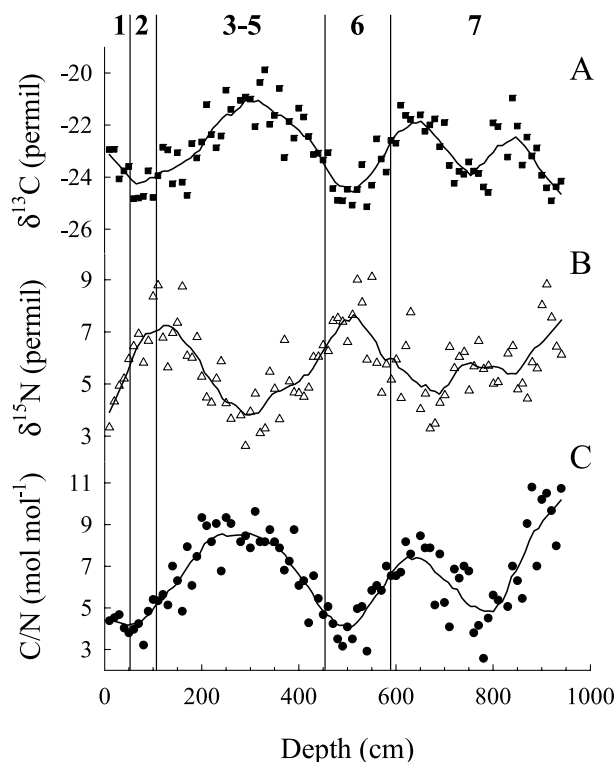 1 2 3-5 6 7
A
-20
-22
-24
-26
δ¹³C (permil)
B
9
7
5
3
δ¹⁵N (permil)
C
11
9
7
5
3
C/N (mol mol⁻¹)
0 200 400 600 800 1000
Depth (cm)